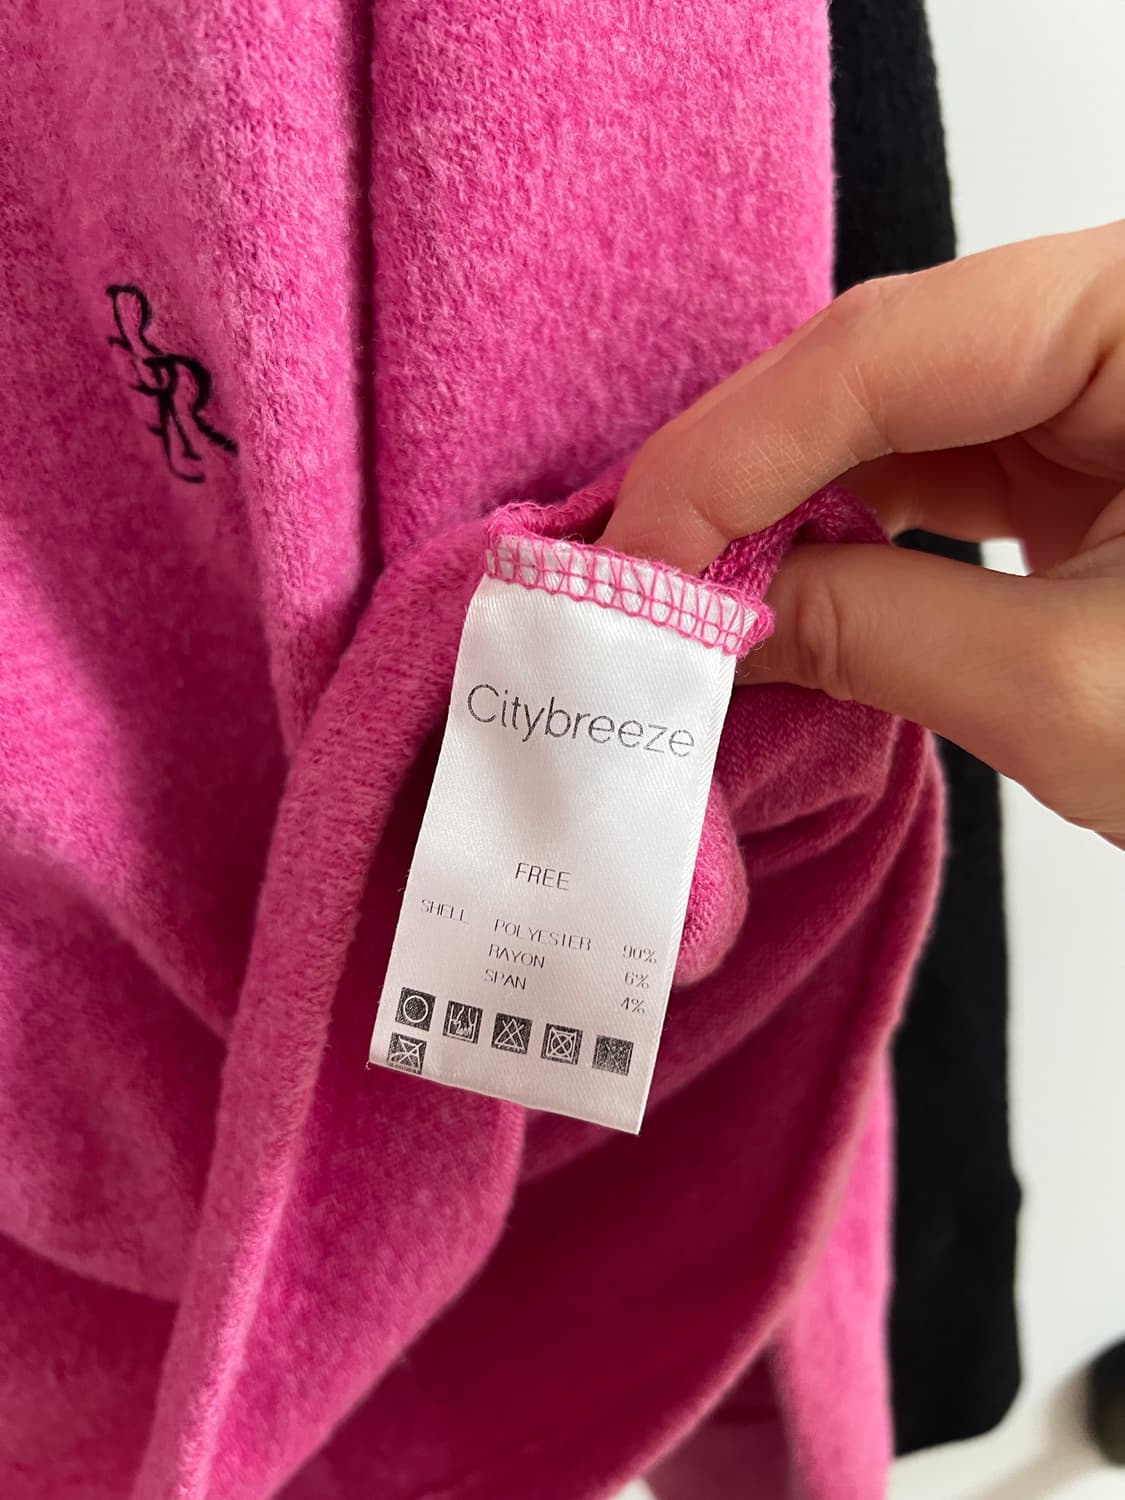 Citybreeze
FREE
SHELL POLYESTER 90%
RAYON 6%
SPAN 4%